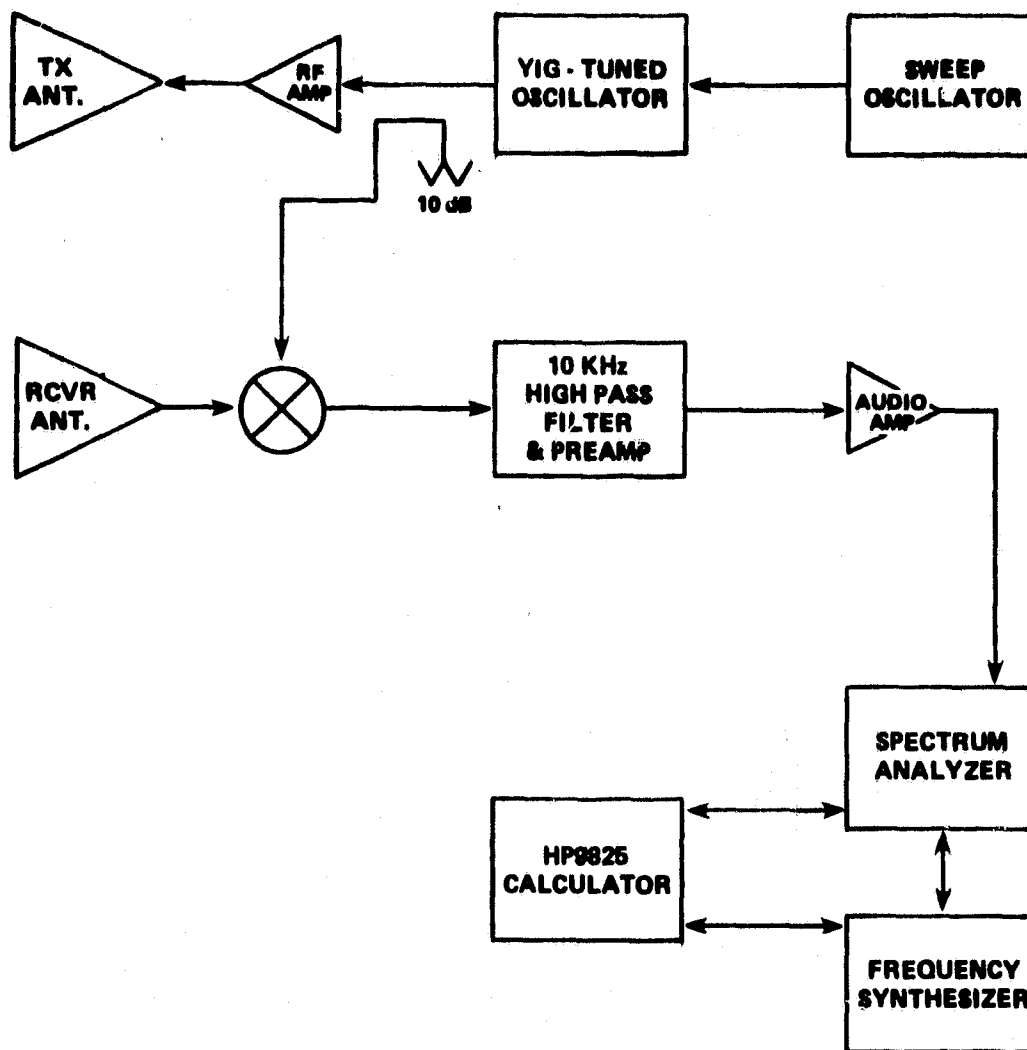 TX
ANT.
RF
AMP
YIG - TUNED
OSCILLATOR
SWEEP
OSCILLATOR
10 dB
RCVR
ANT.
10 KHz
HIGH PASS
FILTER
& PREAMP
AUDIO
AMP
SPECTRUM
ANALYZER
HP9825
CALCULATOR
FREQUENCY
SYNTHESIZER